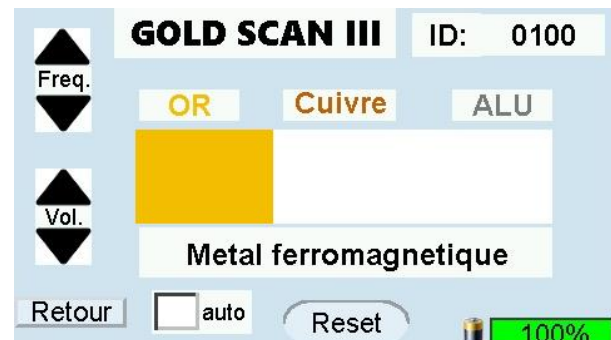 GOLD SCAN III
ID: 0100
Freq.
OR Cuivre ALU
Vol.
Metal ferromagnetique
Retour
auto
Reset
100%